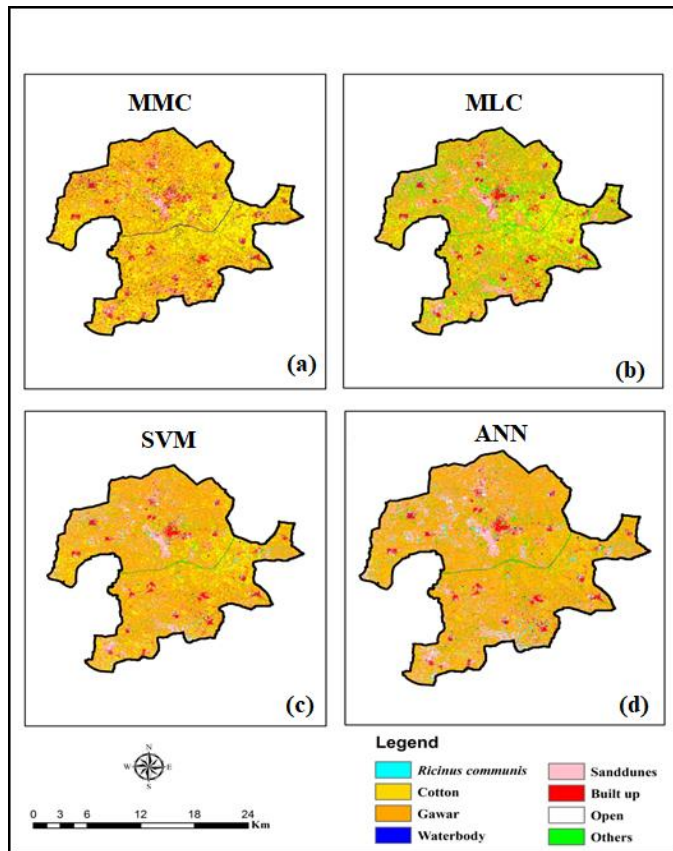 MMC
MLC
(a)
(b)
SVM
ANN
(c)
(d)
N
W E
S
0 3 6 12 18 24
Km
Legend
Ricinus communis
Cotton
Gawar
Waterbody
Sanddunes
Built up
Open
Others